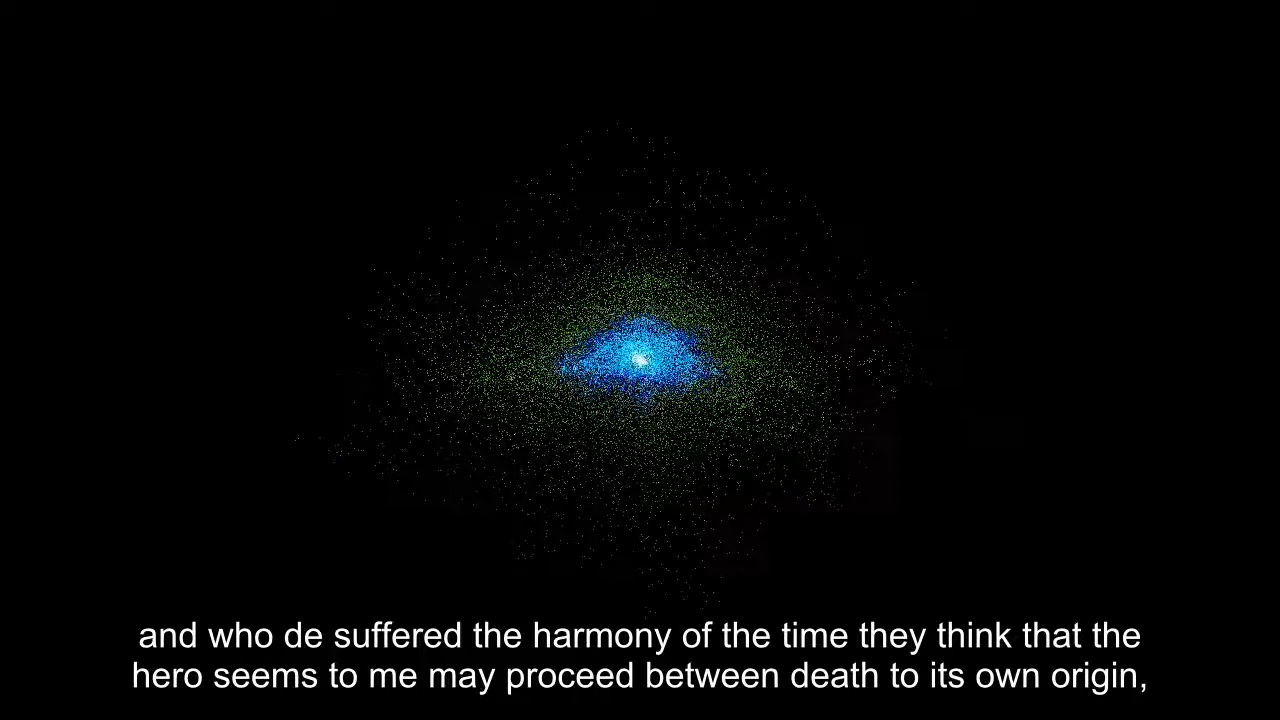 and who de suffered the harmony of the time they think that the
hero seems to me may proceed between death to its own origin,